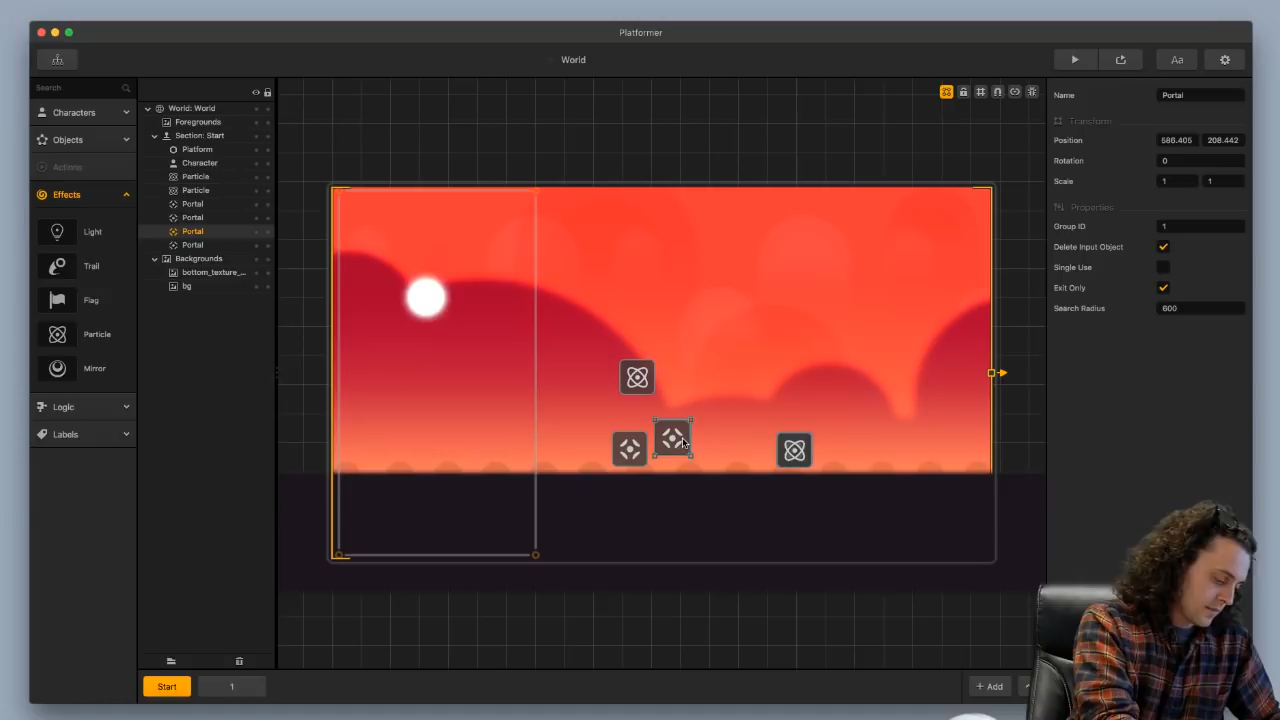 Platformer
World
Aa
Search
Characters
Objects
Actions
Effects
Light
Trail
Flag
Particle
Mirror
Logic
Labels
World: World
Foregrounds
Section: Start
Platform
Character
Particle
Particle
Portal
Portal
Portal
Portal
Backgrounds
bottom_texture_...
bg
Name Portal
Transform
Position 586.405 208.442
Rotation 0
Scale 1 1
Properties
Group ID 1
Delete Input Object
Single Use
Exit Only
Search Radius 600
Start 1
+ Add